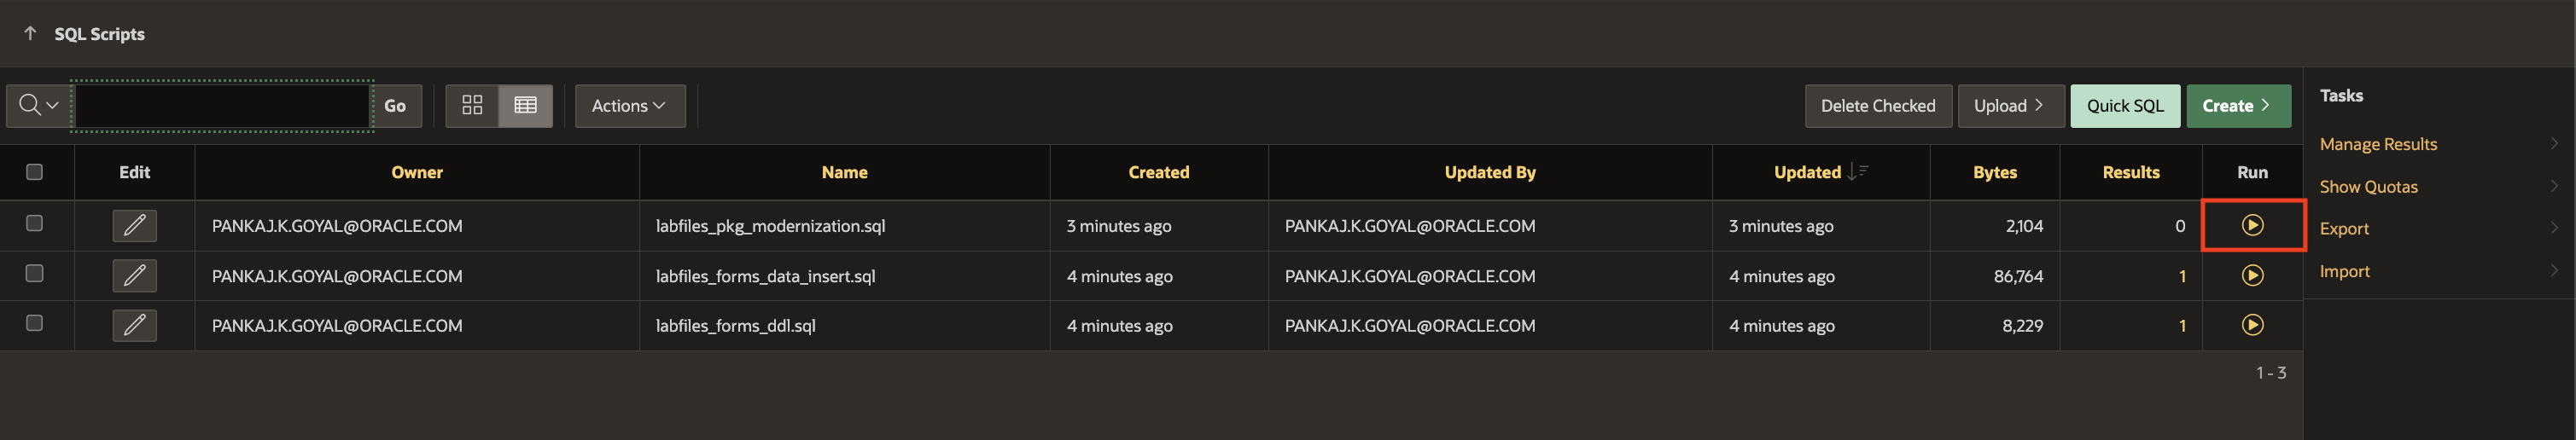 SQL Scripts
Go Actions Delete Checked Upload Quick SQL Create
Edit Owner Name Created Updated By Updated Bytes Results Run
PANKAJ.K.GOYAL@ORACLE.COM labfiles_pkg_modernization.sql 3 minutes ago PANKAJ.K.GOYAL@ORACLE.COM 3 minutes ago 2,104 0
PANKAJ.K.GOYAL@ORACLE.COM labfiles_forms_data_insert.sql 4 minutes ago PANKAJ.K.GOYAL@ORACLE.COM 4 minutes ago 86,764 1
PANKAJ.K.GOYAL@ORACLE.COM labfiles_forms_ddl.sql 4 minutes ago PANKAJ.K.GOYAL@ORACLE.COM 4 minutes ago 8,229 1
1 - 3
Tasks
Manage Results
Show Quotas
Export
Import